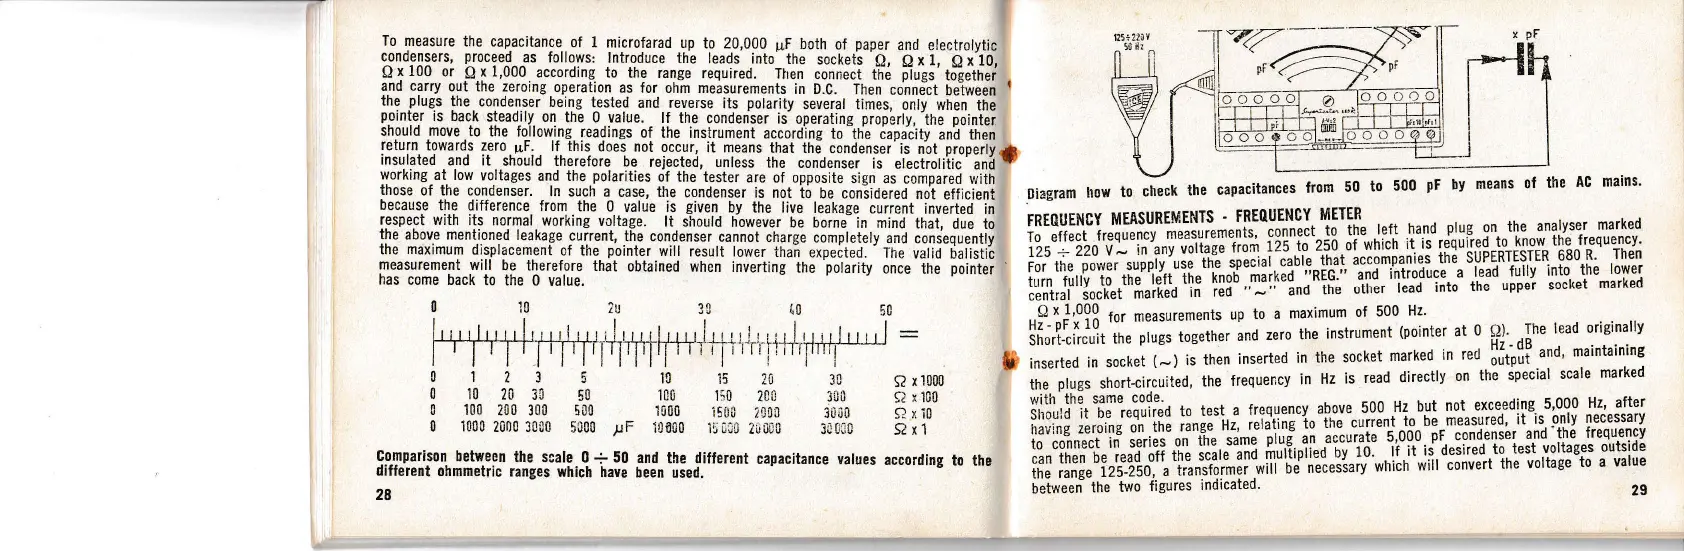 To measure the capacitance of 1 microfarad up to 20,000 µF both of paper and electrolytic
condensers, proceed as follows: Introduce the leads into the sockets Ω, Ω x 1, Ω x 10,
Ω x 100 or Ω x 1,000 according to the range required. Then connect the plugs together
and carry out the zeroing operation as for ohm measurements in D.C. Then connect between
the plugs the condenser being tested and reverse its polarity several times, only when the
pointer is back steadily on the 0 value. If the condenser is operating properly, the pointer
should move to the following readings of the instrument according to the capacity and then
return towards zero µF. If this does not occur, it means that the condenser is not properly
insulated and it should therefore be rejected, unless the condenser is electrolitic and
working at low voltages and the polarities of the tester are of opposite sign as compared with
those of the condenser. In such a case, the condenser is not to be considered not efficient
because the difference from the 0 value is given by the live leakage current inverted in
respect with its normal working voltage. It should however be borne in mind that, due to
the above mentioned leakage current, the condenser cannot charge completely and consequently
the maximum displacement of the pointer will result lower than expected. The valid balistic
measurement will be therefore that obtained when inverting the polarity once the pointer
has come back to the 0 value.
0 10 20 30 40 50
=
0 1 2 3 5 10 15 20 30 Ω x 1000
0 10 20 30 50 100 150 200 300 Ω x 100
0 100 200 300 500 1000 1500 2000 3000 Ω x 10
0 1000 2000 3000 5000 µF 10000 15000 20000 30000 Ω x 1
Comparison between the scale 0 ÷ 50 and the different capacitance values according to the
different ohmmetric ranges which have been used.
28
125÷220 V
50 Hz
pF pF
x pF
Supertester 680 R
pF
pFx10 pFx1
Diagram how to check the capacitances from 50 to 500 pF by means of the AC mains.
FREQUENCY MEASUREMENTS - FREQUENCY METER
To effect frequency measurements, connect to the left hand plug on the analyser marked
125 ÷ 220 V ~ in any voltage from 125 to 250 of which it is required to know the frequency.
For the power supply use the special cable that accompanies the SUPERTESTER 680 R. Then
turn fully to the left the knob marked "REG." and introduce a lead fully into the lower
central socket marked in red "~" and the other lead into the upper socket marked
Ω x 1,000
Hz - pF x 10 for measurements up to a maximum of 500 Hz.
Short-circuit the plugs together and zero the instrument (pointer at 0 Ω). The lead originally
inserted in socket (~) is then inserted in the socket marked in red Hz - dB output and, maintaining
the plugs short-circuited, the frequency in Hz is read directly on the special scale marked
with the same code.
Should it be required to test a frequency above 500 Hz but not exceeding 5,000 Hz, after
having zeroing on the range Hz, relating to the current to be measured, it is only necessary
to connect in series on the same plug an accurate 5,000 pF condenser and the frequency
can then be read off the scale and multiplied by 10. If it is desired to test voltages outside
the range 125-250, a transformer will be necessary which will convert the voltage to a value
between the two figures indicated.
29